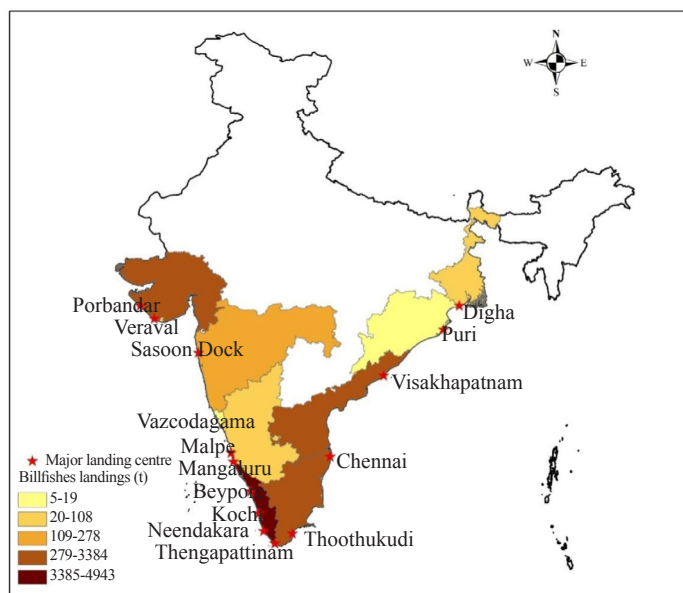 N
W E
S
Porbandar
Veraval
Sasoon Dock
Digha
Puri
Visakhapatnam
Vazcodagama
Malpe
Mangaluru
Chennai
Beypore
Kochi
Neendakara
Thoothukudi
Thengapattinam
Major landing centre
Billfishes landings (t)
5-19
20-108
109-278
279-3384
3385-4943